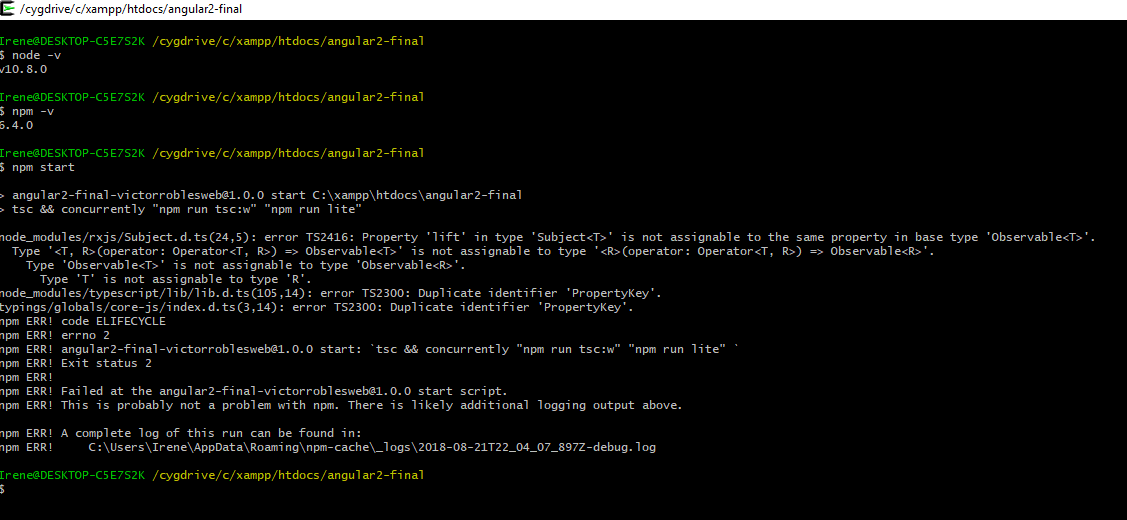 /cygdrive/c/xampp/htdocs/angular2-final
Irene@DESKTOP-C5E7S2K /cygdrive/c/xampp/htdocs/angular2-final
$ node -v
v10.8.0
Irene@DESKTOP-C5E7S2K /cygdrive/c/xampp/htdocs/angular2-final
$ npm -v
6.4.0
Irene@DESKTOP-C5E7S2K /cygdrive/c/xampp/htdocs/angular2-final
$ npm start
> angular2-final-victorroblesweb@1.0.0 start C:\xampp\htdocs\angular2-final
> tsc && concurrently "npm run tsc:w" "npm run lite"
node_modules/rxjs/Subject.d.ts(24,5): error TS2416: Property 'lift' in type 'Subject<T>' is not assignable to the same property in base type 'Observable<T>'.
Type '<T, R>(operator: Operator<T, R>) => Observable<T>' is not assignable to type '<R>(operator: Operator<T, R>) => Observable<R>'.
Type 'Observable<T>' is not assignable to type 'Observable<R>'.
Type 'T' is not assignable to type 'R'.
node_modules/typescript/lib/lib.d.ts(105,14): error TS2300: Duplicate identifier 'PropertyKey'.
typings/globals/core-js/index.d.ts(3,14): error TS2300: Duplicate identifier 'PropertyKey'.
npm ERR! code ELIFECYCLE
npm ERR! errno 2
npm ERR! angular2-final-victorroblesweb@1.0.0 start: `tsc && concurrently "npm run tsc:w" "npm run lite" `
npm ERR! Exit status 2
npm ERR!
npm ERR! Failed at the angular2-final-victorroblesweb@1.0.0 start script.
npm ERR! This is probably not a problem with npm. There is likely additional logging output above.
npm ERR! A complete log of this run can be found in:
npm ERR!     C:\Users\Irene\AppData\Roaming\npm-cache\_logs\2018-08-21T22_04_07_897Z-debug.log
Irene@DESKTOP-C5E7S2K /cygdrive/c/xampp/htdocs/angular2-final
$